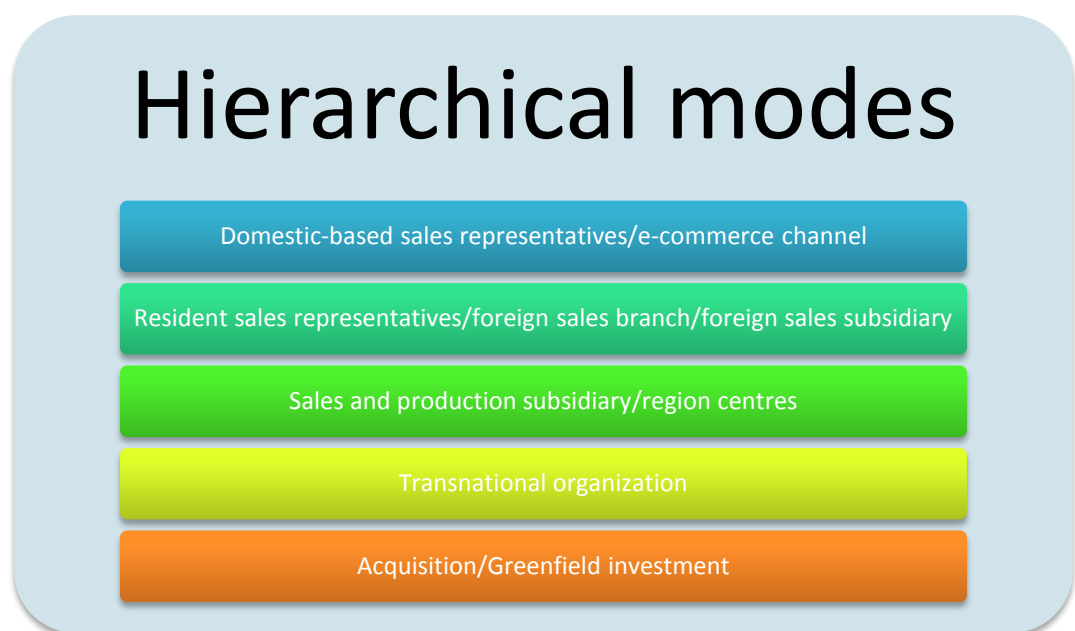 Hierarchical modes
Domestic-based sales representatives/e-commerce channel
Resident sales representatives/foreign sales branch/foreign sales subsidiary
Sales and production subsidiary/region centres
Transnational organization
Acquisition/Greenfield investment